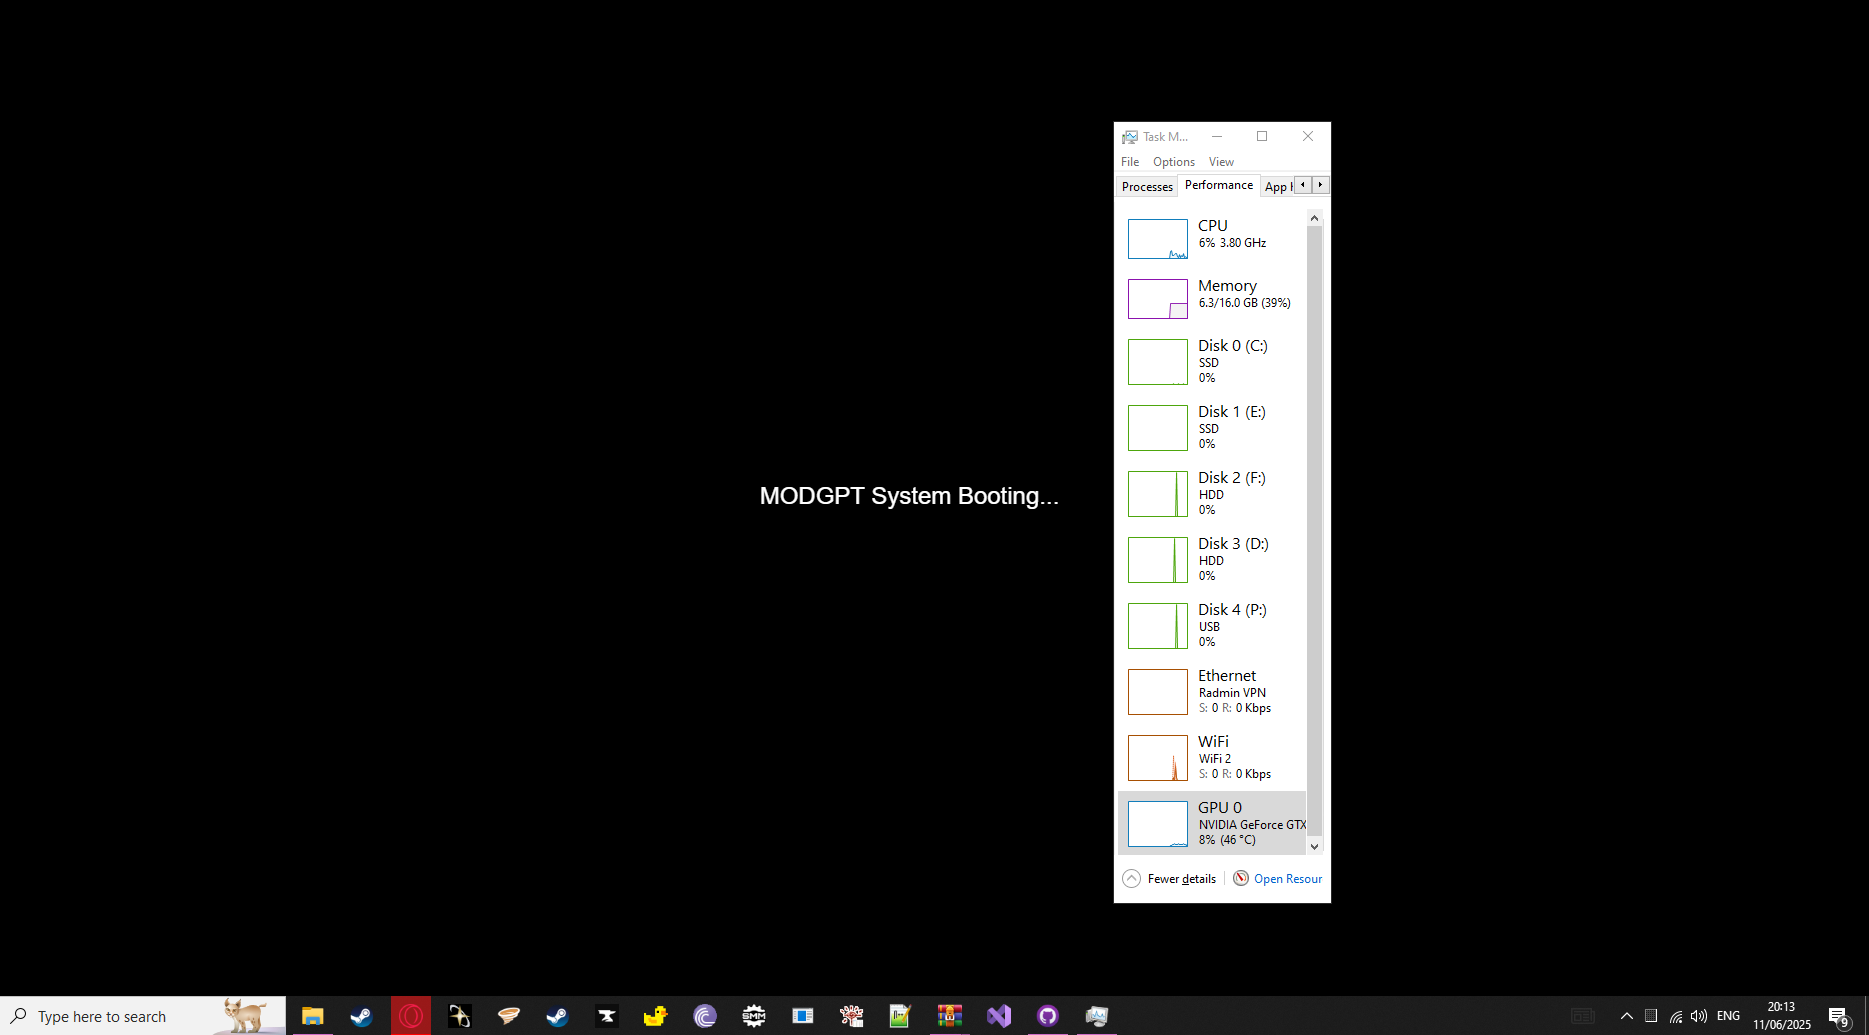 Task M...
File Options View
Processes Performance App H
CPU
6% 3.80 GHz
Memory
6.3/16.0 GB (39%)
Disk 0 (C:)
SSD
0%
Disk 1 (E:)
SSD
0%
MODGPT System Booting...
Disk 2 (F:)
HDD
0%
Disk 3 (D:)
HDD
0%
Disk 4 (P:)
USB
0%
Ethernet
Radmin VPN
S: 0 R: 0 Kbps
WiFi
WiFi 2
S: 0 R: 0 Kbps
GPU 0
NVIDIA GeForce GTX
8% (46 °C)
Fewer details Open Resour
Type here to search
SMM
ENG
20:13
11/06/2025
9